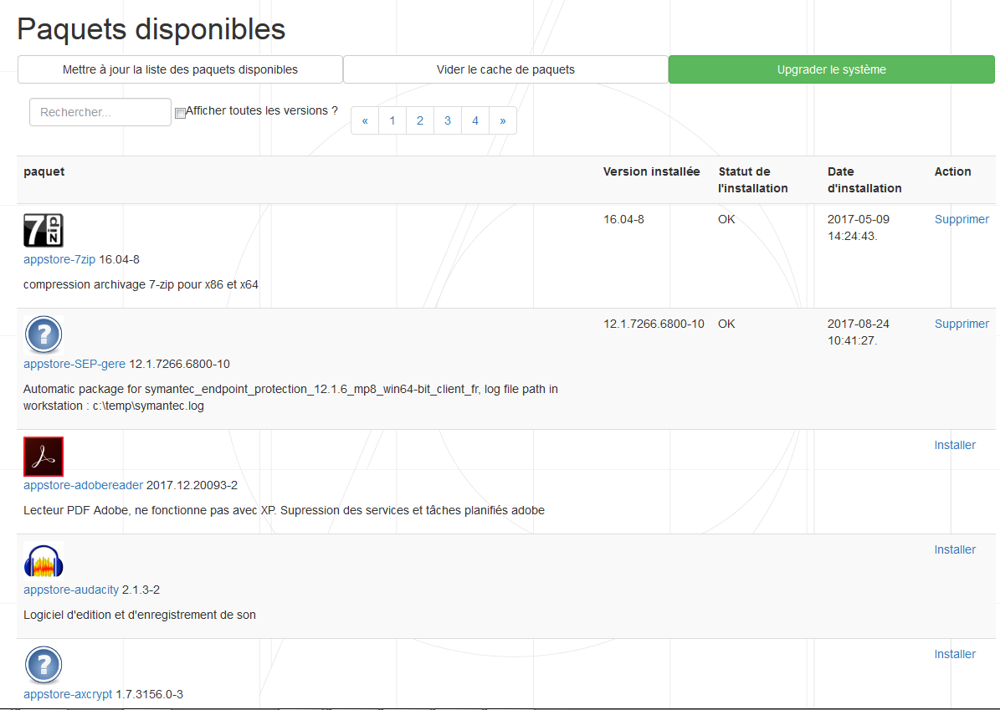 Paquets disponibles
Mettre à jour la liste des paquets disponibles
Vider le cache de paquets
Upgrader le système
Rechercher...
Afficher toutes les versions ?
« 1 2 3 4 »
paquet
Version installée
Statut de
l'installation
Date
d'installation
Action
7 zip
16.04-8
OK
2017-05-09
14:24:43.
Supprimer
appstore-7zip 16.04-8
compression archivage 7-zip pour x86 et x64
?
12.1.7266.6800-10
OK
2017-08-24
10:41:27.
Supprimer
appstore-SEP-gere 12.1.7266.6800-10
Automatic package for symantec_endpoint_protection_12.1.6_mp8_win64-bit_client_fr, log file path in
workstation : c:\temp\symantec.log
Installer
appstore-adobereader 2017.12.20093-2
Lecteur PDF Adobe, ne fonctionne pas avec XP. Supression des services et tâches planifiés adobe
Installer
appstore-audacity 2.1.3-2
Logiciel d'edition et d'enregistrement de son
?
Installer
appstore-axcrypt 1.7.3156.0-3